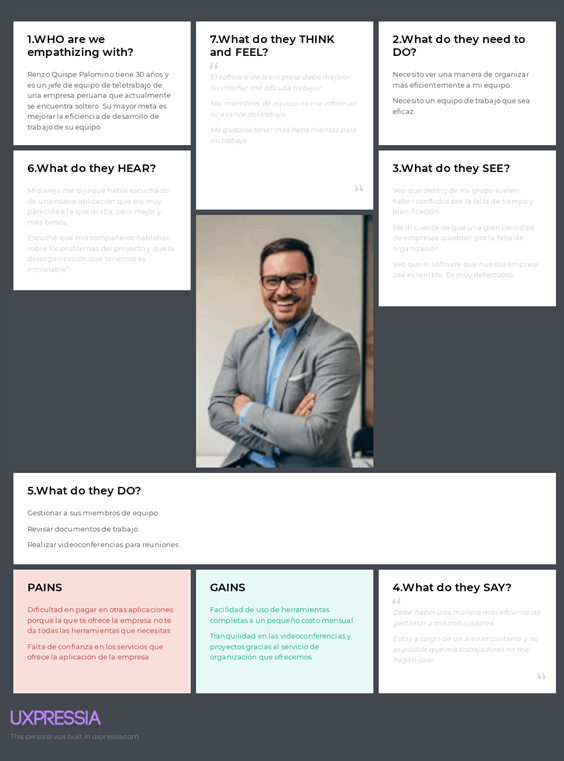 1.WHO are we
empathizing with?
Renzo Quispe Palomino tiene 30 años y
es un jefe de equipo de teletrabajo de
una empresa peruana que actualmente
se encuentra soltero. Su mayor meta es
mejorar la eficiencia de desarrollo de
trabajo de su equipo
7.What do they THINK
and FEEL?
“
El software de la empresa debe mejorar.
Su interfaz me dificulta trabajar
Mis miembros de equipo no me informan
su avance del trabajo
Me gustaria tener mas herramientas para
mi trabajo
”
2.What do they need to
DO?
Necesito ver una manera de organizar
más eficientemente a mi equipo
Necesito un equipo de trabajo que sea
eficaz
6.What do they HEAR?
Mi pareja me dijo que había escuchado
de una nueva aplicación que era muy
parecida a la que usaba, pero mejor y
más barata
Escuché que mis compañeros hablaban
sobre los problemas del proyecto y que la
desorganización que tenemos es
intolerable"
3.What do they SEE?
Veo que dentro de mi grupo suelen
haber conflictos por la falta de tiempo y
planificación
Me di cuenta de que una gran cantidad
de empresas quiebran por la falta de
organización
Veo que el software que nuestra empresa
usa es terrible. Es muy defectuoso
5.What do they DO?
Gestionar a sus miembros de equipo
Revisar documentos de trabajo
Realizar videoconferencias para reuniones
PAINS
Dificultad en pagar en otras aplicaciones
porque la que te ofrece la empresa no te
da todas las herramientas que necesitas
Falta de confianza en los servicios que
ofrece la aplicación de la empresa
GAINS
Facilidad de uso de herramientas
completas a un pequeño costo mensual
Tranquilidad en las videoconferencias y
proyectos gracias al servicio de
organización que ofrecemos
4.What do they SAY?
“
Debe haber una manera más eficiente de
gestionar a mis trabajadores
Estoy a cargo de un área importante y no
es posible que mis trabajadores no me
hagan caso
”
UXPRESSIA
This persona was built in uxpressia.com